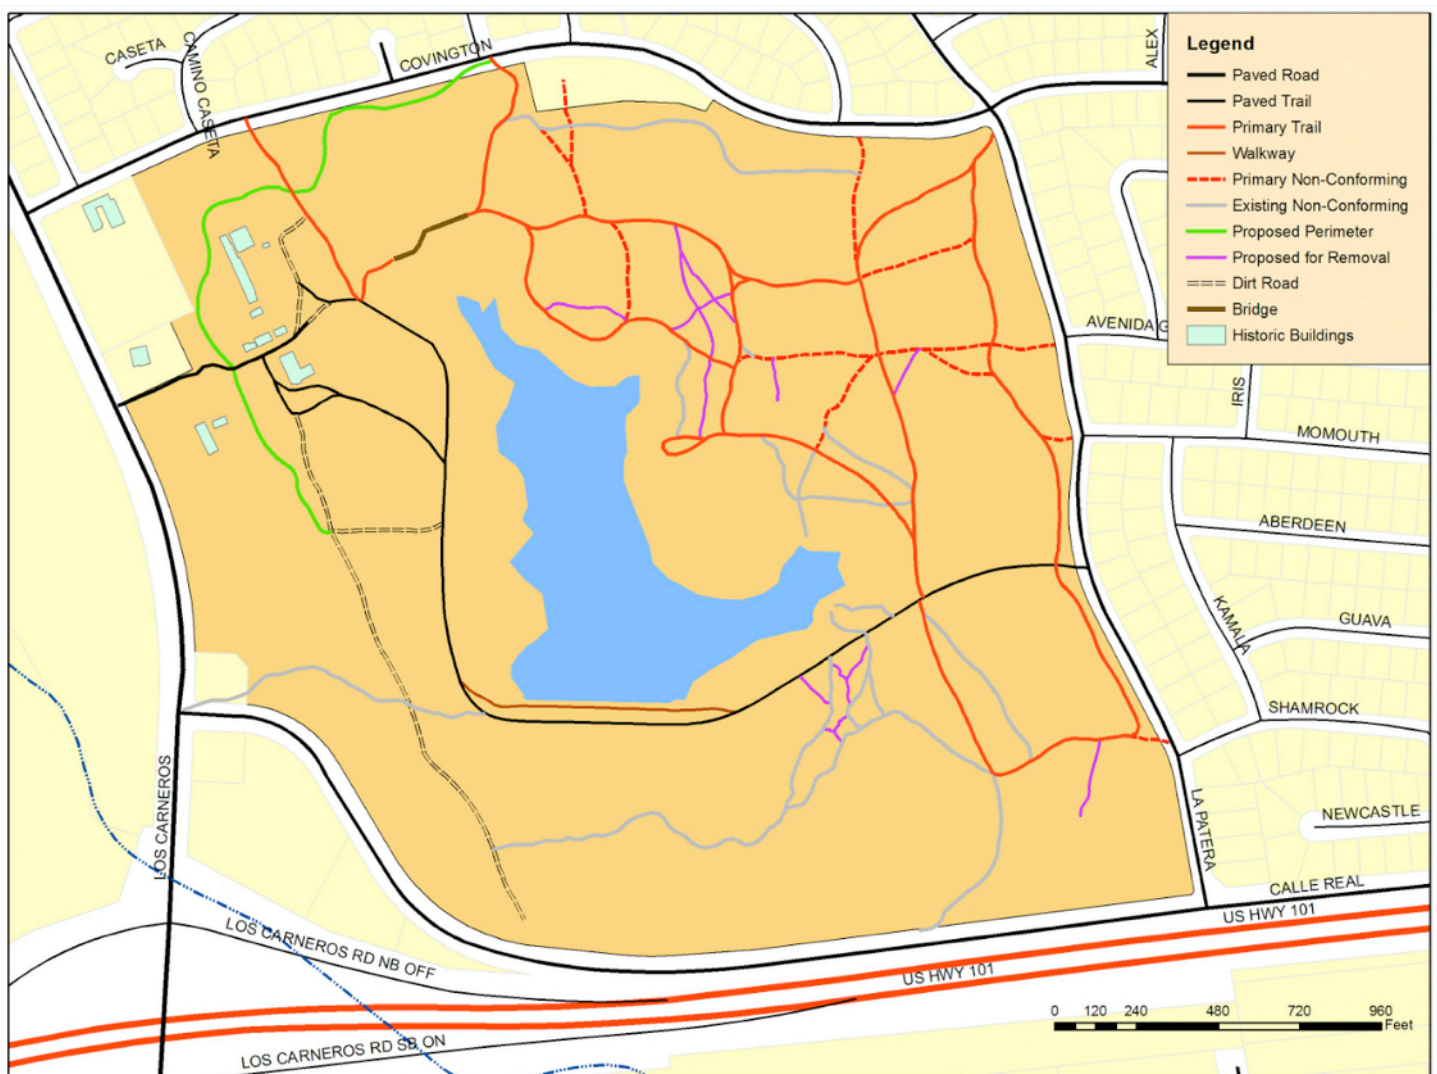 CASETA
CAMINO CASETA
COVINGTON
ALEX
Legend
Paved Road
Paved Trail
Primary Trail
Walkway
Primary Non-Conforming
Existing Non-Conforming
Proposed Perimeter
Proposed for Removal
Dirt Road
Bridge
Historic Buildings
AVENIDA G
IRIS
MOMOUTH
ABERDEEN
KAMALA
GUAVA
SHAMROCK
LOS CARNEROS
LA PATERA
NEWCASTLE
CALLE REAL
US HWY 101
LOS CARNEROS RD NB OFF
US HWY 101
0 120 240 480 720 960
Feet
LOS CARNEROS RD SB ON